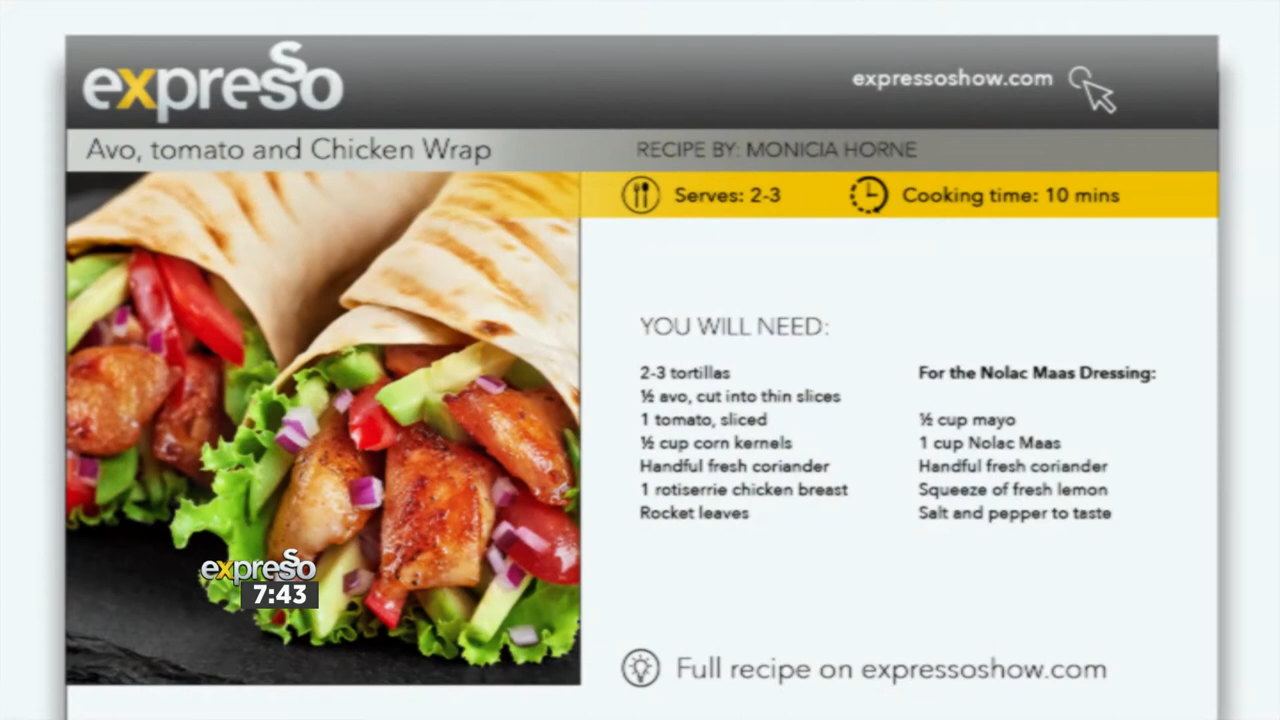 expresso
expressoshow.com
Avo, tomato and Chicken Wrap
RECIPE BY: MONICIA HORNE
Serves: 2-3
Cooking time: 10 mins
YOU WILL NEED:
2-3 tortillas
½ avo, cut into thin slices
1 tomato, sliced
½ cup corn kernels
Handful fresh coriander
1 rotiserrie chicken breast
Rocket leaves
For the Nolac Maas Dressing:
½ cup mayo
1 cup Nolac Maas
Handful fresh coriander
Squeeze of fresh lemon
Salt and pepper to taste
expresso
7:43
Full recipe on expressoshow.com